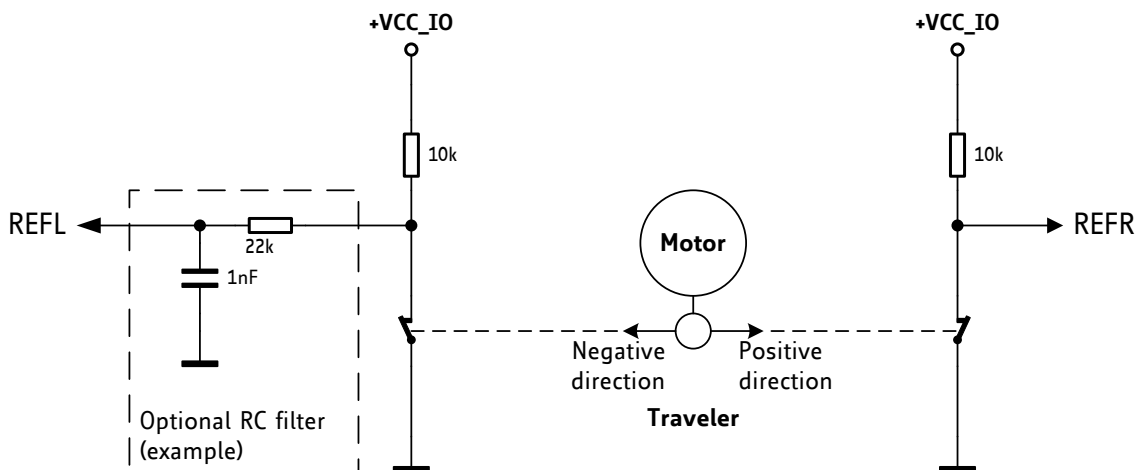 +VCC_IO
+VCC_IO
10k
10k
REFL
22k
1nF
Motor
REFR
Negative
direction
Positive
direction
Traveler
Optional RC filter
(example)